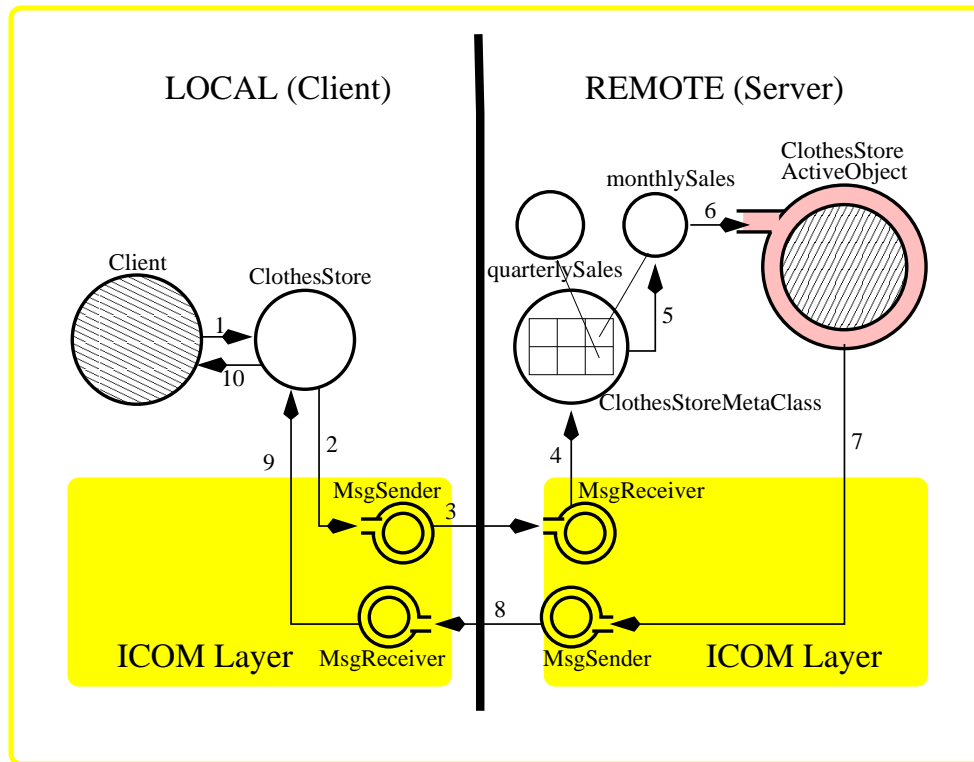 LOCAL (Client)
REMOTE (Server)
ClothesStore
ActiveObject
monthlySales
6
Client
ClothesStore
quarterlySales
1
5
10
ClothesStoreMetaClass
2
9
4
7
MsgSender
MsgReceiver
3
8
ICOM Layer
MsgReceiver
MsgSender
ICOM Layer